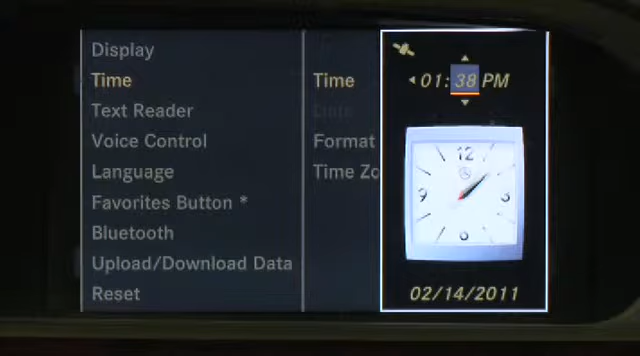 Display
Time
Text Reader
Voice Control
Language
Favorites Button *
Bluetooth
Upload/Download Data
Reset
Time
Date
Format
Time Zo
01:38 PM
12
3
6
9
02/14/2011